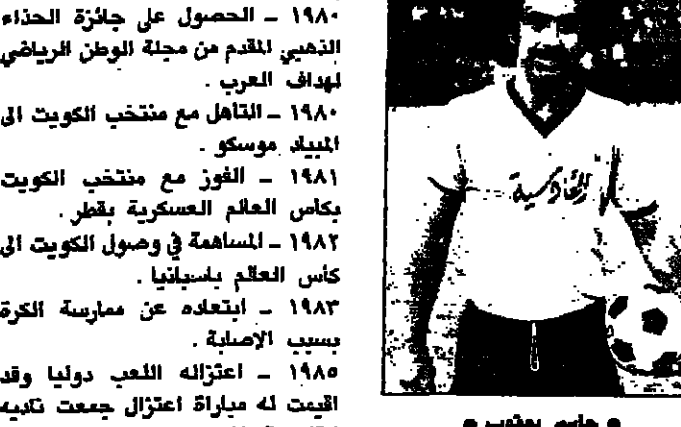 ١٩٨٠ ـ الحصول على جائزة الحذاء
الذهبي المقدم من مجلة الوطن الرياضي
لهداف العرب .
١٩٨٠ ـ التاهل مع منتخب الكويت الى
المبياد موسكو .
١٩٨١ ـ الفوز مع منتخب الكويت
بكاس العالم العسكرية بقطر .
١٩٨٢ ـ المساهمة في وصول الكويت الى
كأس العالم باسبانيا .
١٩٨٣ ـ ابتعاده عن ممارسة الكرة
بسبب الإصابة .
١٩٨٥ ـ اعتزاله اللعب دوليا وقد
اقيمت له مباراة اعتزال جمعت ناديه
القادسية
● جاسم يعقوب ●